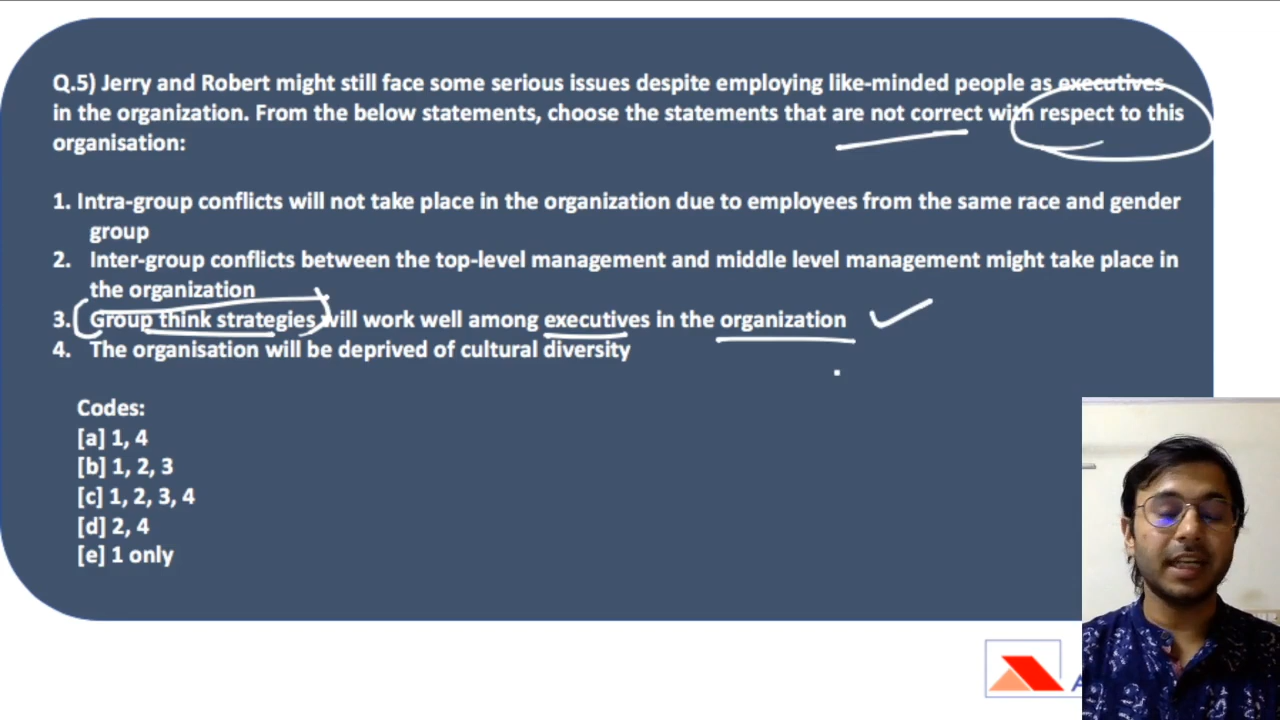 Q.5) Jerry and Robert might still face some serious issues despite employing like-minded people as executives
in the organization. From the below statements, choose the statements that are not correct with respect to this
organisation:
1. Intra-group conflicts will not take place in the organization due to employees from the same race and gender
group
2. Inter-group conflicts between the top-level management and middle level management might take place in
the organization
3. Group think strategies will work well among executives in the organization
4. The organisation will be deprived of cultural diversity
Codes:
[a] 1, 4
[b] 1, 2, 3
[c] 1, 2, 3, 4
[d] 2, 4
[e] 1 only